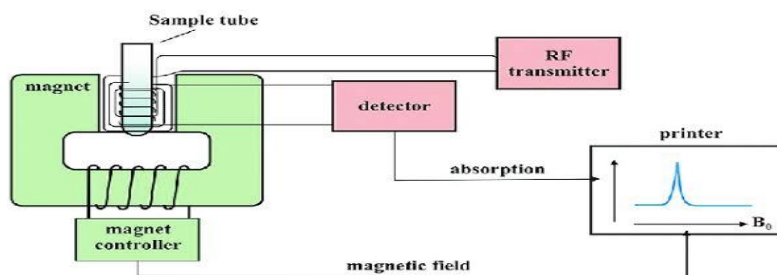 Sample tube
RF
transmitter
magnet
detector
printer
absorption
B₀
magnet
controller
magnetic field